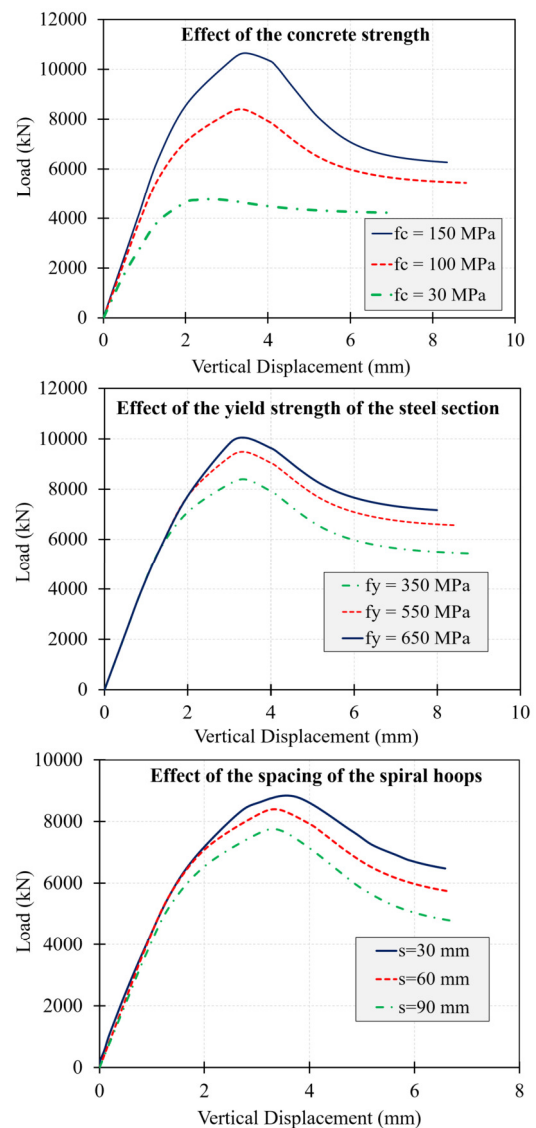 Effect of the concrete strength
12000
10000
8000
6000
4000
2000
0
Load (kN)
fc = 150 MPa
fc = 100 MPa
fc = 30 MPa
0 2 4 6 8 10
Vertical Displacement (mm)
Effect of the yield strength of the steel section
12000
10000
8000
6000
4000
2000
0
Load (kN)
fy = 350 MPa
fy = 550 MPa
fy = 650 MPa
0 2 4 6 8 10
Vertical Displacement (mm)
Effect of the spacing of the spiral hoops
10000
8000
6000
4000
2000
0
Load (kN)
s=30 mm
s=60 mm
s=90 mm
0 2 4 6 8
Vertical Displacement (mm)